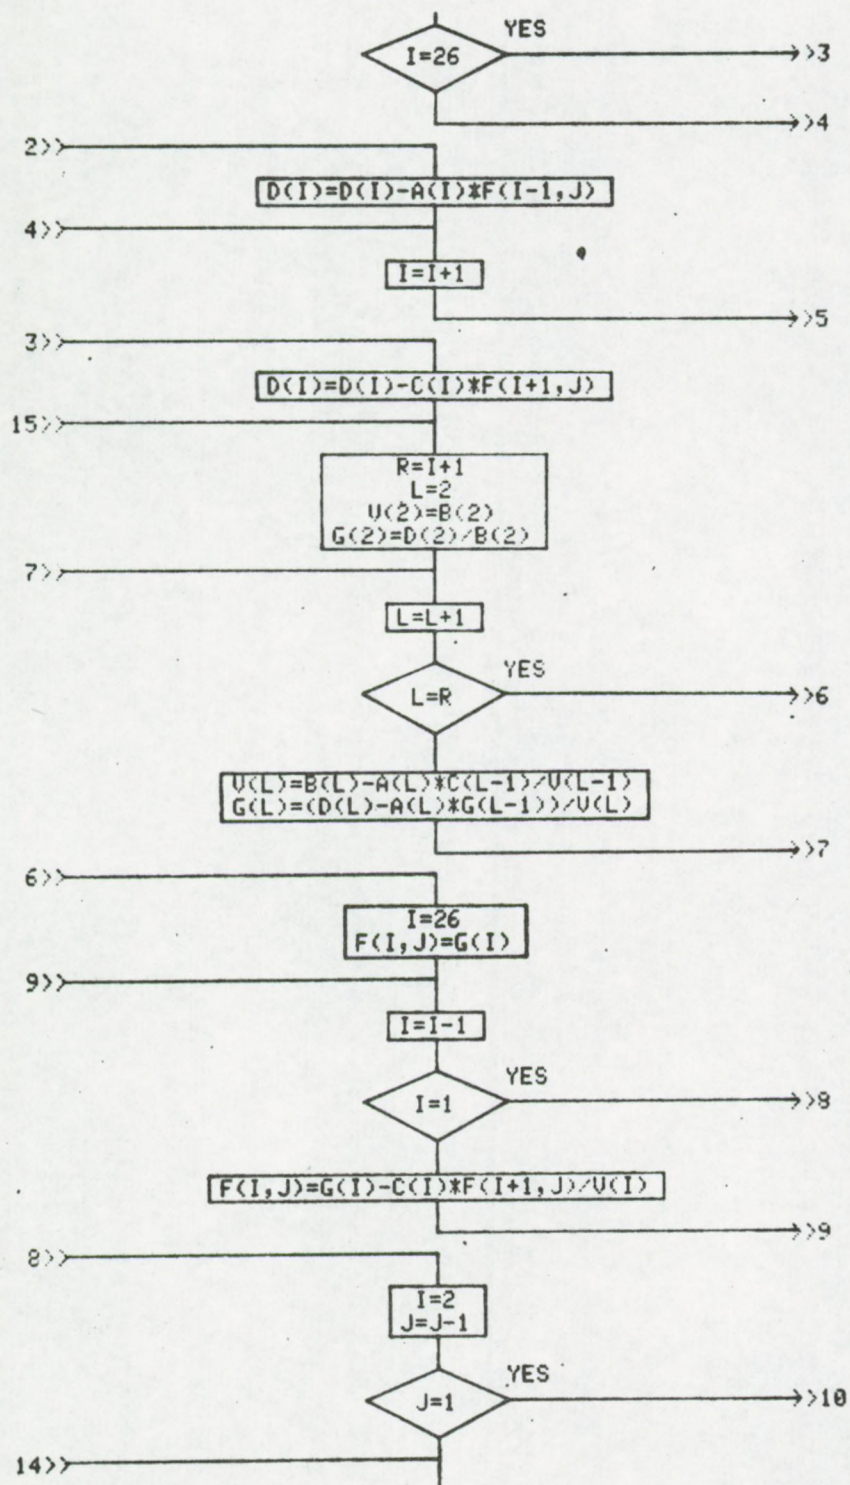 YES
I=26
>>3
>>4
2>>
D(I)=D(I)-A(I)*F(I-1,J)
4>>
I=I+1
>>5
3>>
D(I)=D(I)-C(I)*F(I+1,J)
15>>
R=I+1
L=2
V(2)=B(2)
G(2)=D(2)/B(2)
7>>
L=L+1
YES
L=R
>>6
V(L)=B(L)-A(L)*C(L-1)/V(L-1)
G(L)=(D(L)-A(L)*G(L-1))/V(L)
>>7
6>>
I=26
F(I,J)=G(I)
9>>
I=I-1
YES
I=1
>>8
F(I,J)=G(I)-C(I)*F(I+1,J)/V(I)
>>9
8>>
I=2
J=J-1
YES
J=1
>>10
14>>